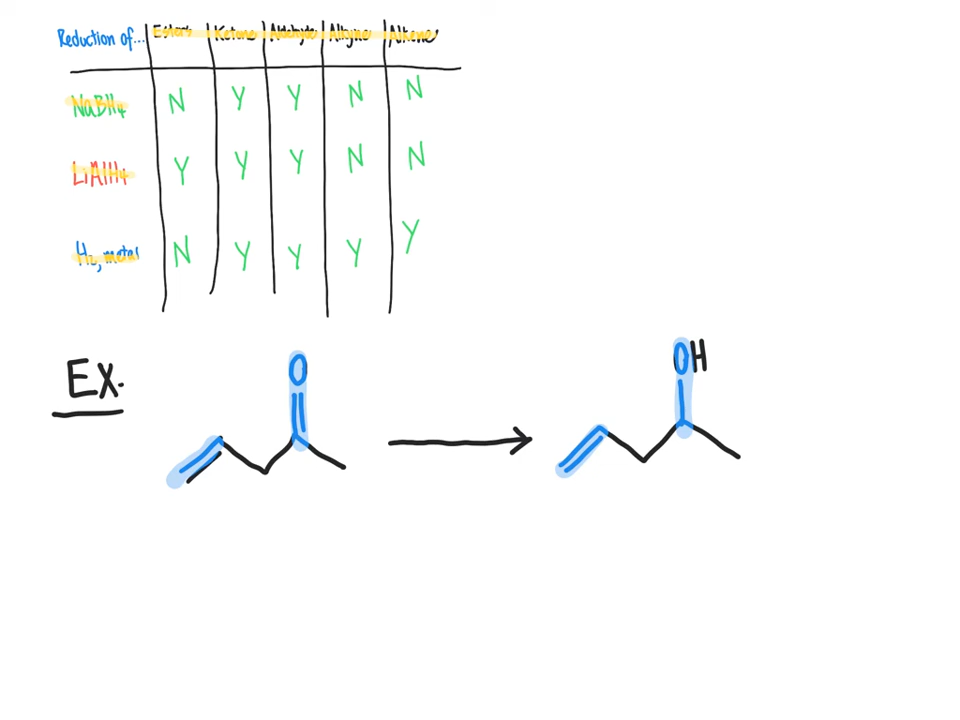 Reduction of... Esters Ketone Aldehyde Alkyne Alkene
NaBH4 N Y Y N N
LiAlH4 Y Y Y N N
H2, metal N Y Y Y Y
EX.
O
OH